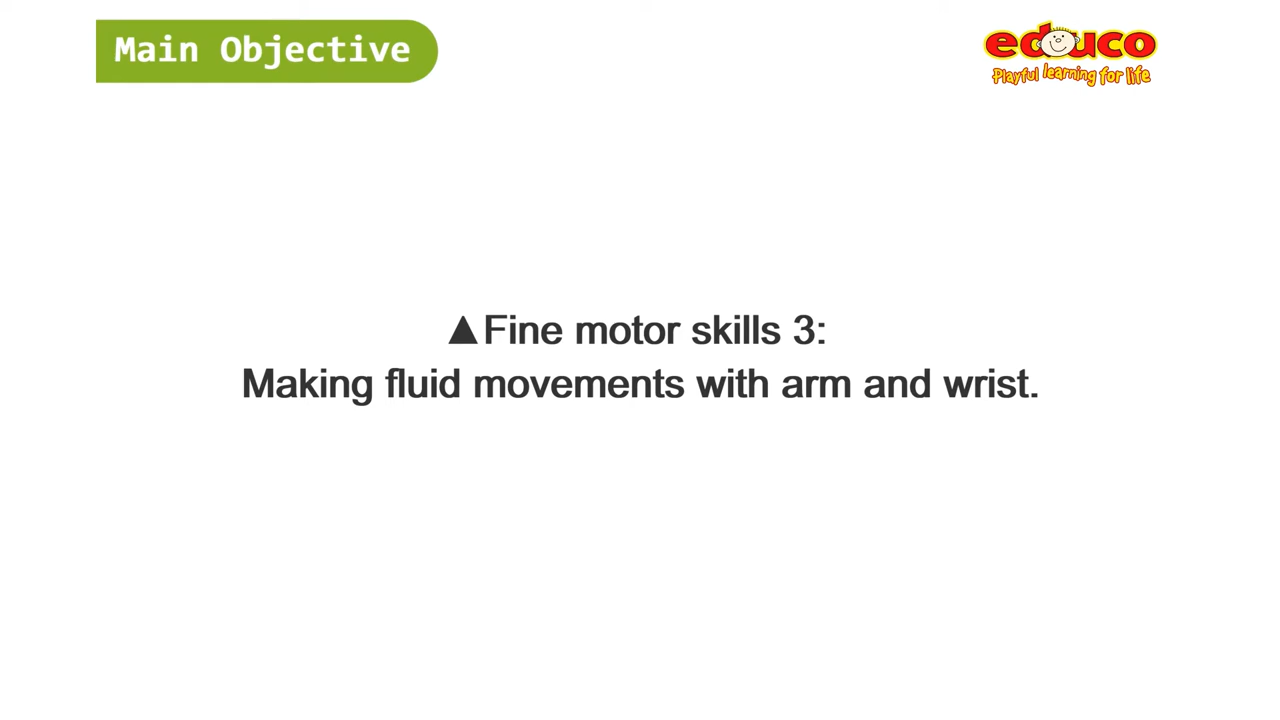 Main Objective
educo
Playful learning for life
▲Fine motor skills 3:
Making fluid movements with arm and wrist.